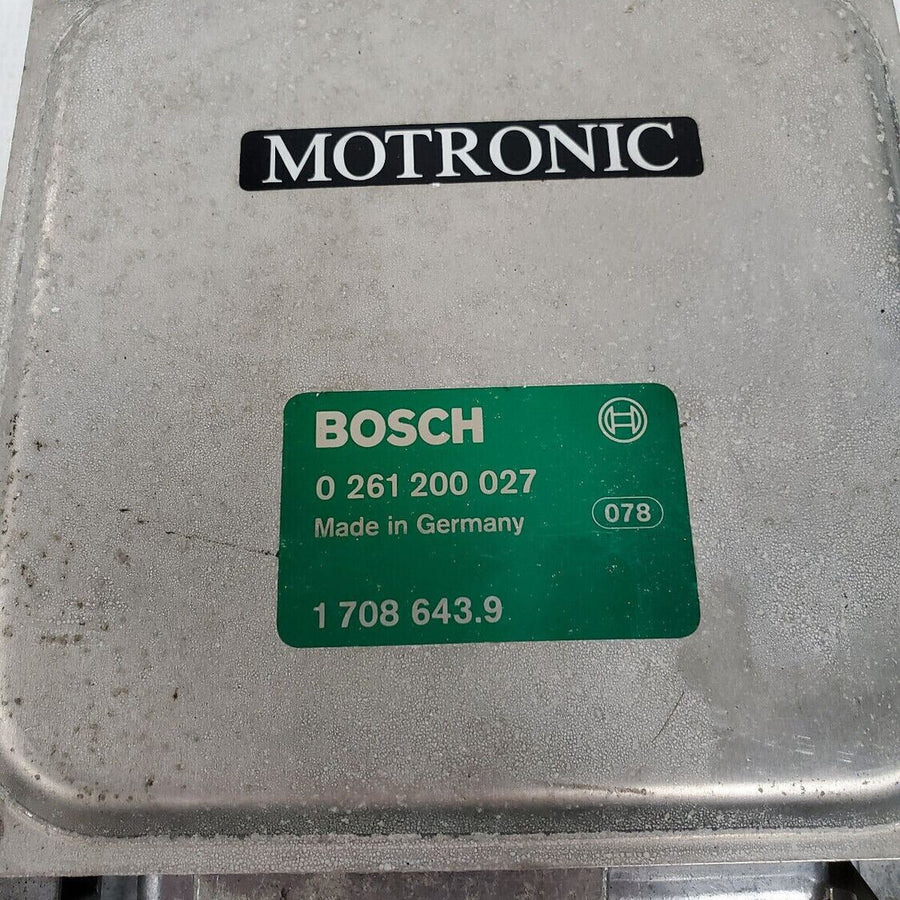 MOTRONIC
BOSCH
0 261 200 027
Made in Germany
078
1 708 643.9